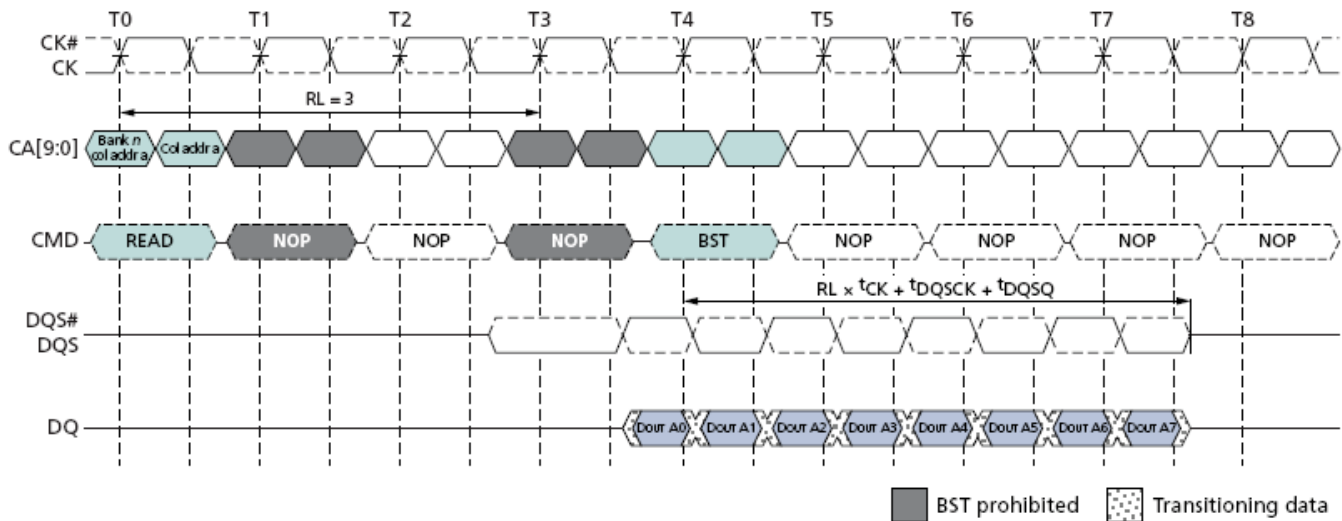 T0 T1 T2 T3 T4 T5 T6 T7 T8
CK#
CK
RL = 3
CA[9:0] Bank n col addr a Col addr a
CMD READ NOP NOP NOP BST NOP NOP NOP NOP
RL × tCK + tDQSCK + tDQSQ
DQS#
DQS
DQ DOUT A0 DOUT A1 DOUT A2 DOUT A3 DOUT A4 DOUT A5 DOUT A6 DOUT A7
BST prohibited Transitioning data